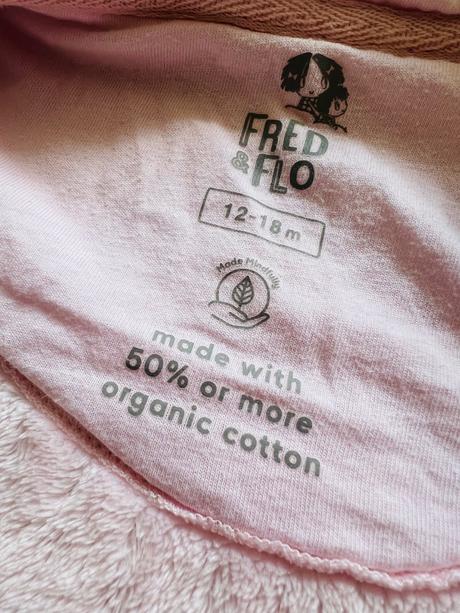 FRED
& FLO
12-18m
Made Mindfully
made with
50% or more
organic cotton